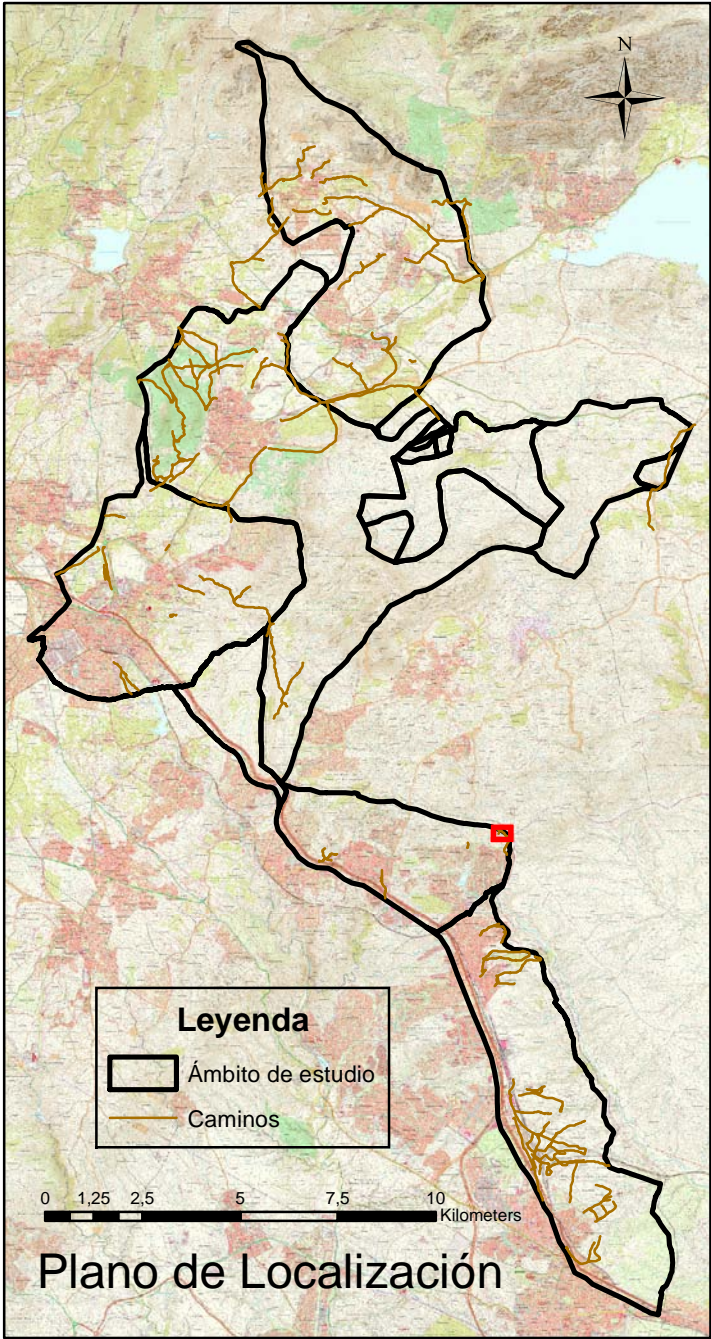 N
Leyenda
Ámbito de estudio
Caminos
0 1,25 2,5 5 7,5 10
Kilometers
Plano de Localización